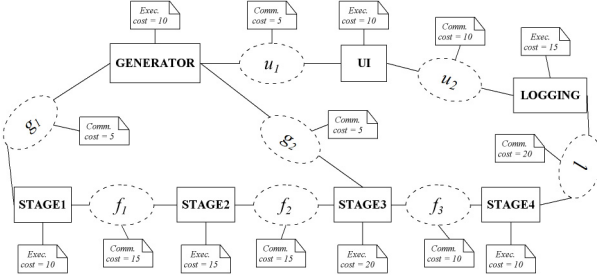 Exec.
cost = 10
Comm.
cost = 5
Exec.
cost = 10
Comm.
cost = 10
Exec.
cost = 15
GENERATOR
u1
UI
u2
LOGGING
g1
Comm.
cost = 5
g2
Comm.
cost = 5
Comm.
cost = 20
l
STAGE1
f1
STAGE2
f2
STAGE3
f3
STAGE4
Exec.
cost = 10
Comm.
cost = 15
Exec.
cost = 15
Comm.
cost = 15
Exec.
cost = 20
Comm.
cost = 10
Exec.
cost = 10